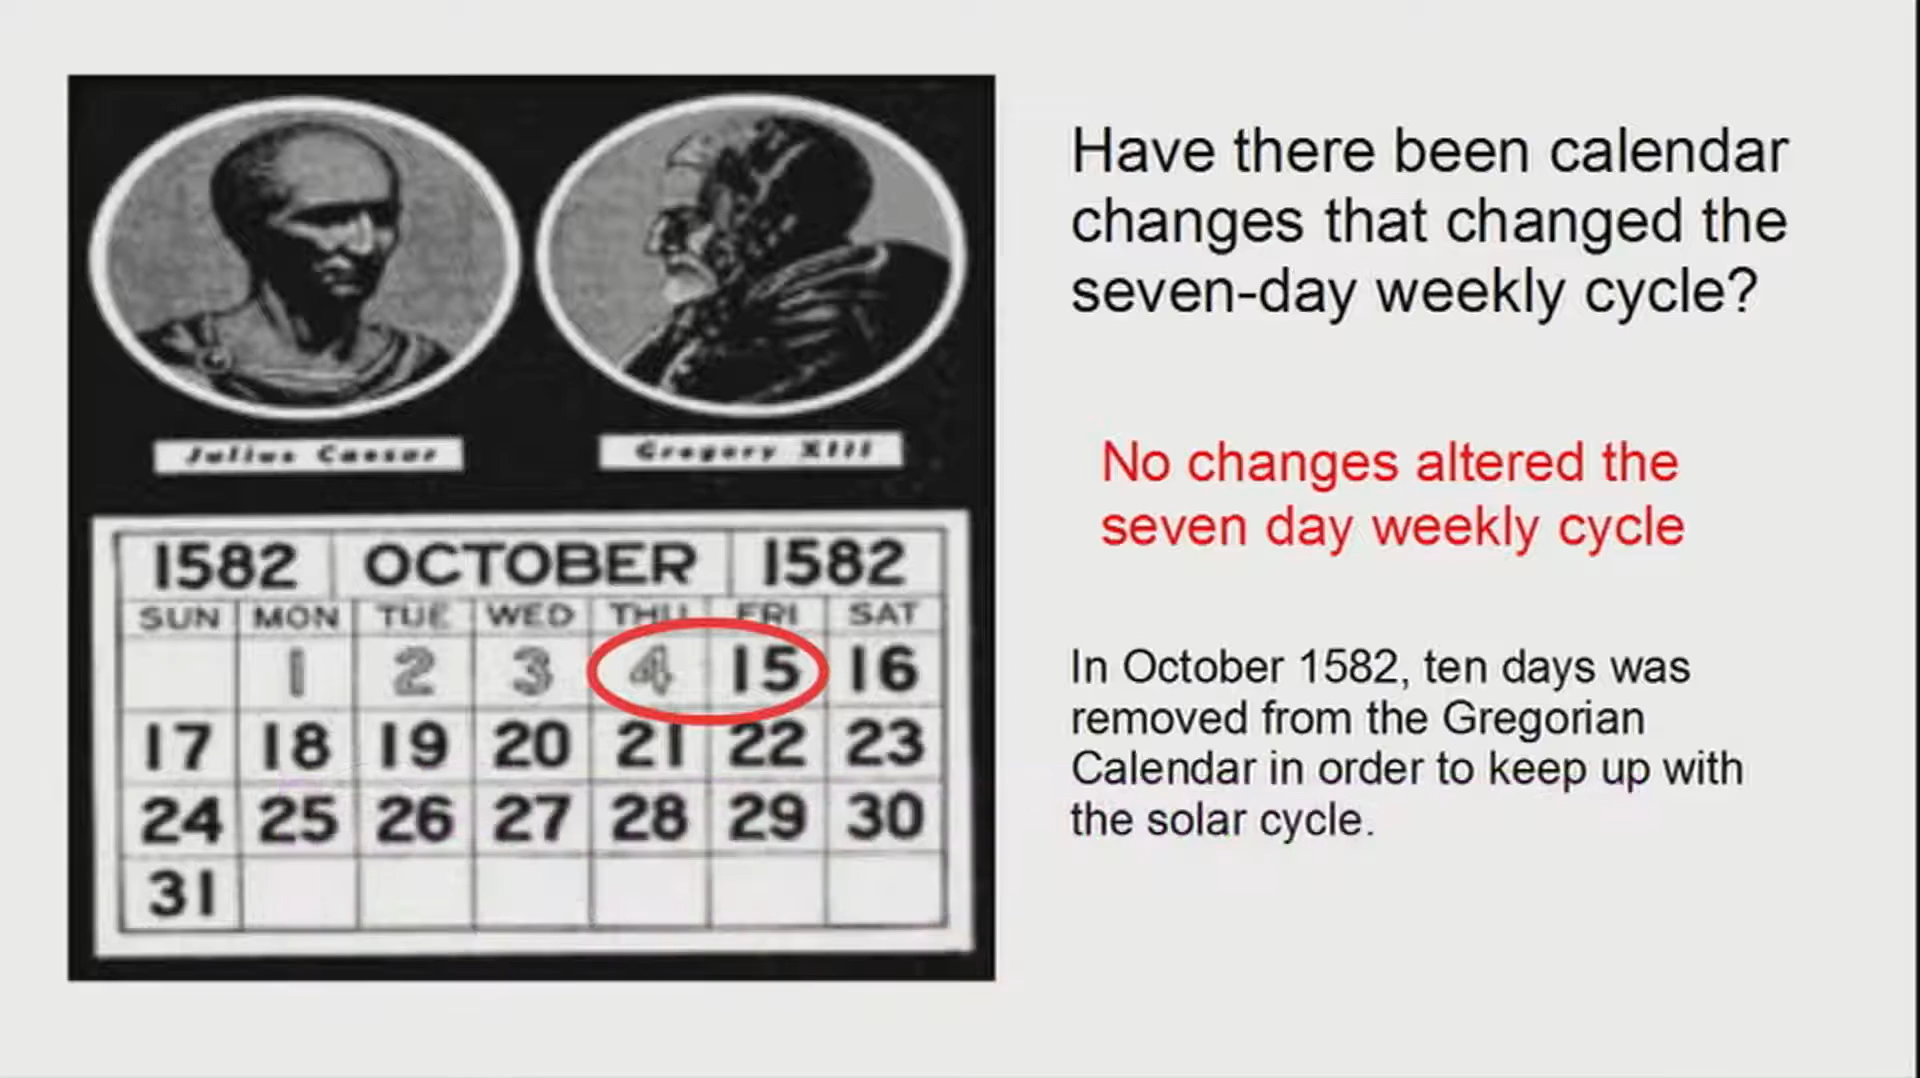 Julius Caesar
Gregory XIII
1582 OCTOBER 1582
SUN MON TUE WED THU FRI SAT
1 2 3 4 15 16
17 18 19 20 21 22 23
24 25 26 27 28 29 30
31
Have there been calendar
changes that changed the
seven-day weekly cycle?
No changes altered the
seven day weekly cycle
In October 1582, ten days was
removed from the Gregorian
Calendar in order to keep up with
the solar cycle.